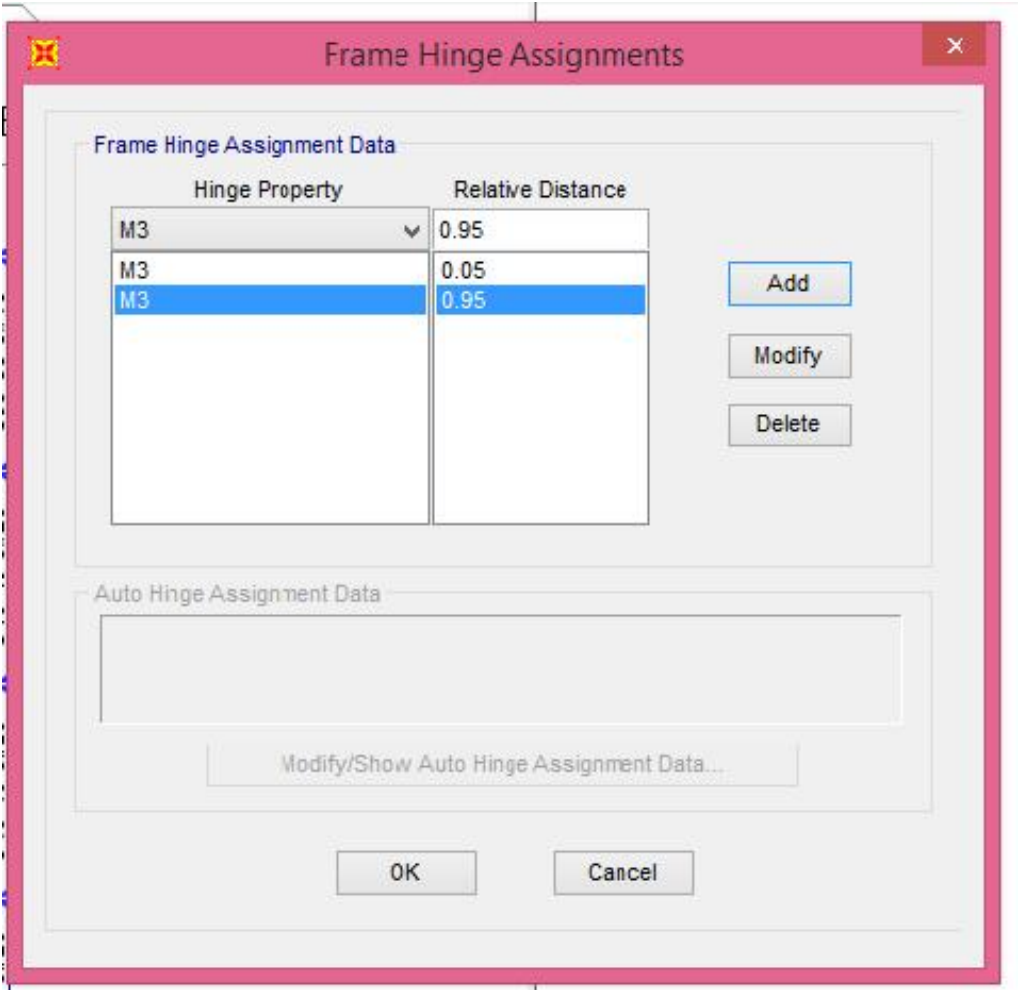 Frame Hinge Assignments
Frame Hinge Assignment Data
Hinge Property Relative Distance
M3 0.95
M3 0.05
M3 0.95
Add
Modify
Delete
Auto Hinge Assignment Data
Modify/Show Auto Hinge Assignment Data...
OK Cancel